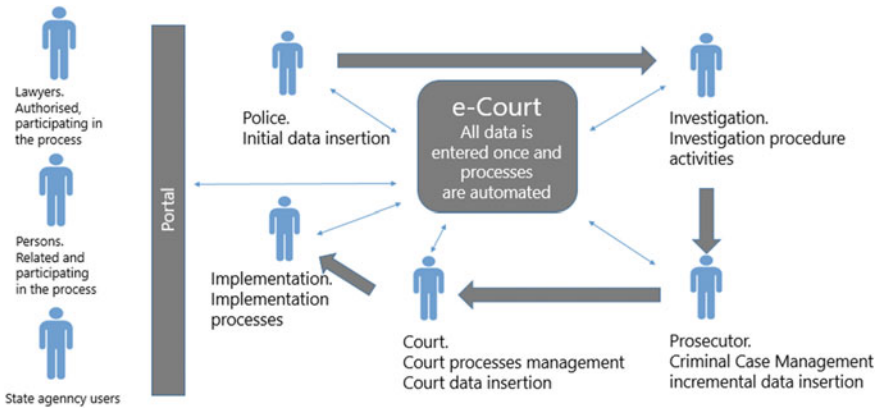 Lawyers.
Authorised,
participating in
the process
Persons.
Related and
participating
in the process
State agenncy users
Portal
Police.
Initial data insertion
e-Court
All data is
entered once and
processes
are automated
Investigation.
Investigation procedure
activities
Implementation.
Implementation
processes
Court.
Court processes management
Court data insertion
Prosecutor.
Criminal Case Management
incremental data insertion